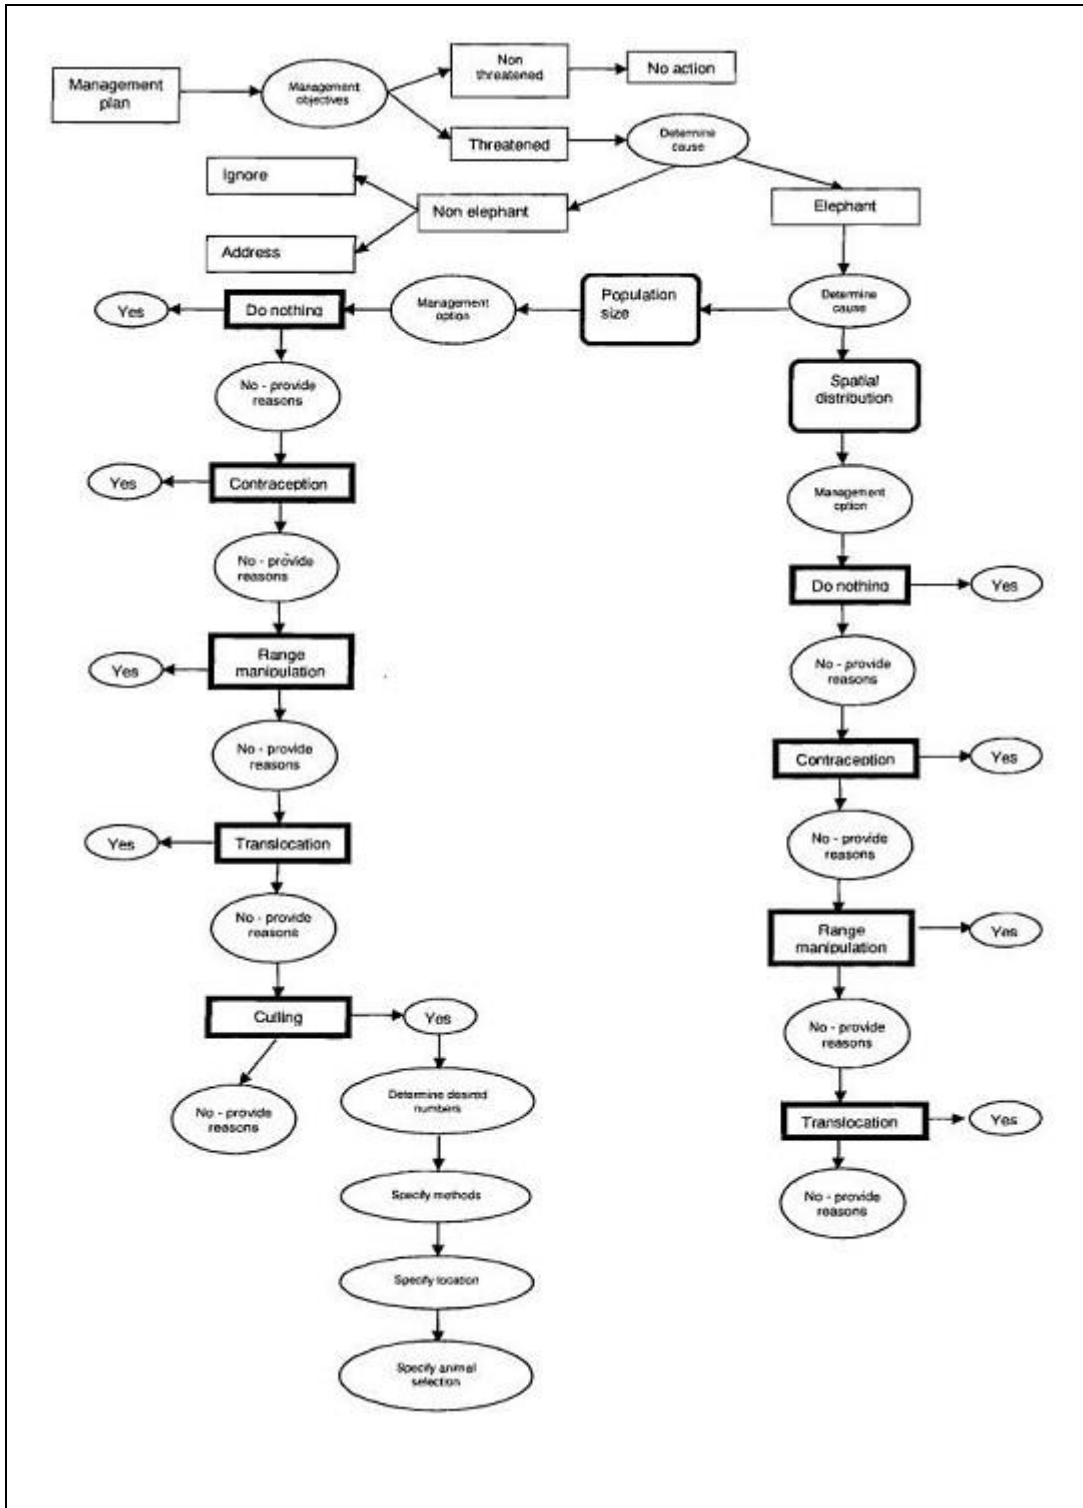 Management
plan
Management
objectives
Non
threatened
No action
Threatened
Determine
cause
Ignore
Non elephant
Address
Elephant
Determine
cause
Population
size
Management
option
Do nothing
Yes
No - provide
reasons
Contraception
Yes
No - provide
reasons
Range
manipulation
Yes
No - provide
reasons
Translocation
Yes
No - provide
reasons
Culling
Yes
No - provide
reasons
Determine desired
numbers
Specify methods
Specify location
Specify animal
selection
Spatial
distribution
Management
option
Do nothing
Yes
No - provide
reasons
Contraception
Yes
No - provide
reasons
Range
manipulation
Yes
No - provide
reasons
Translocation
Yes
No - provide
reasons